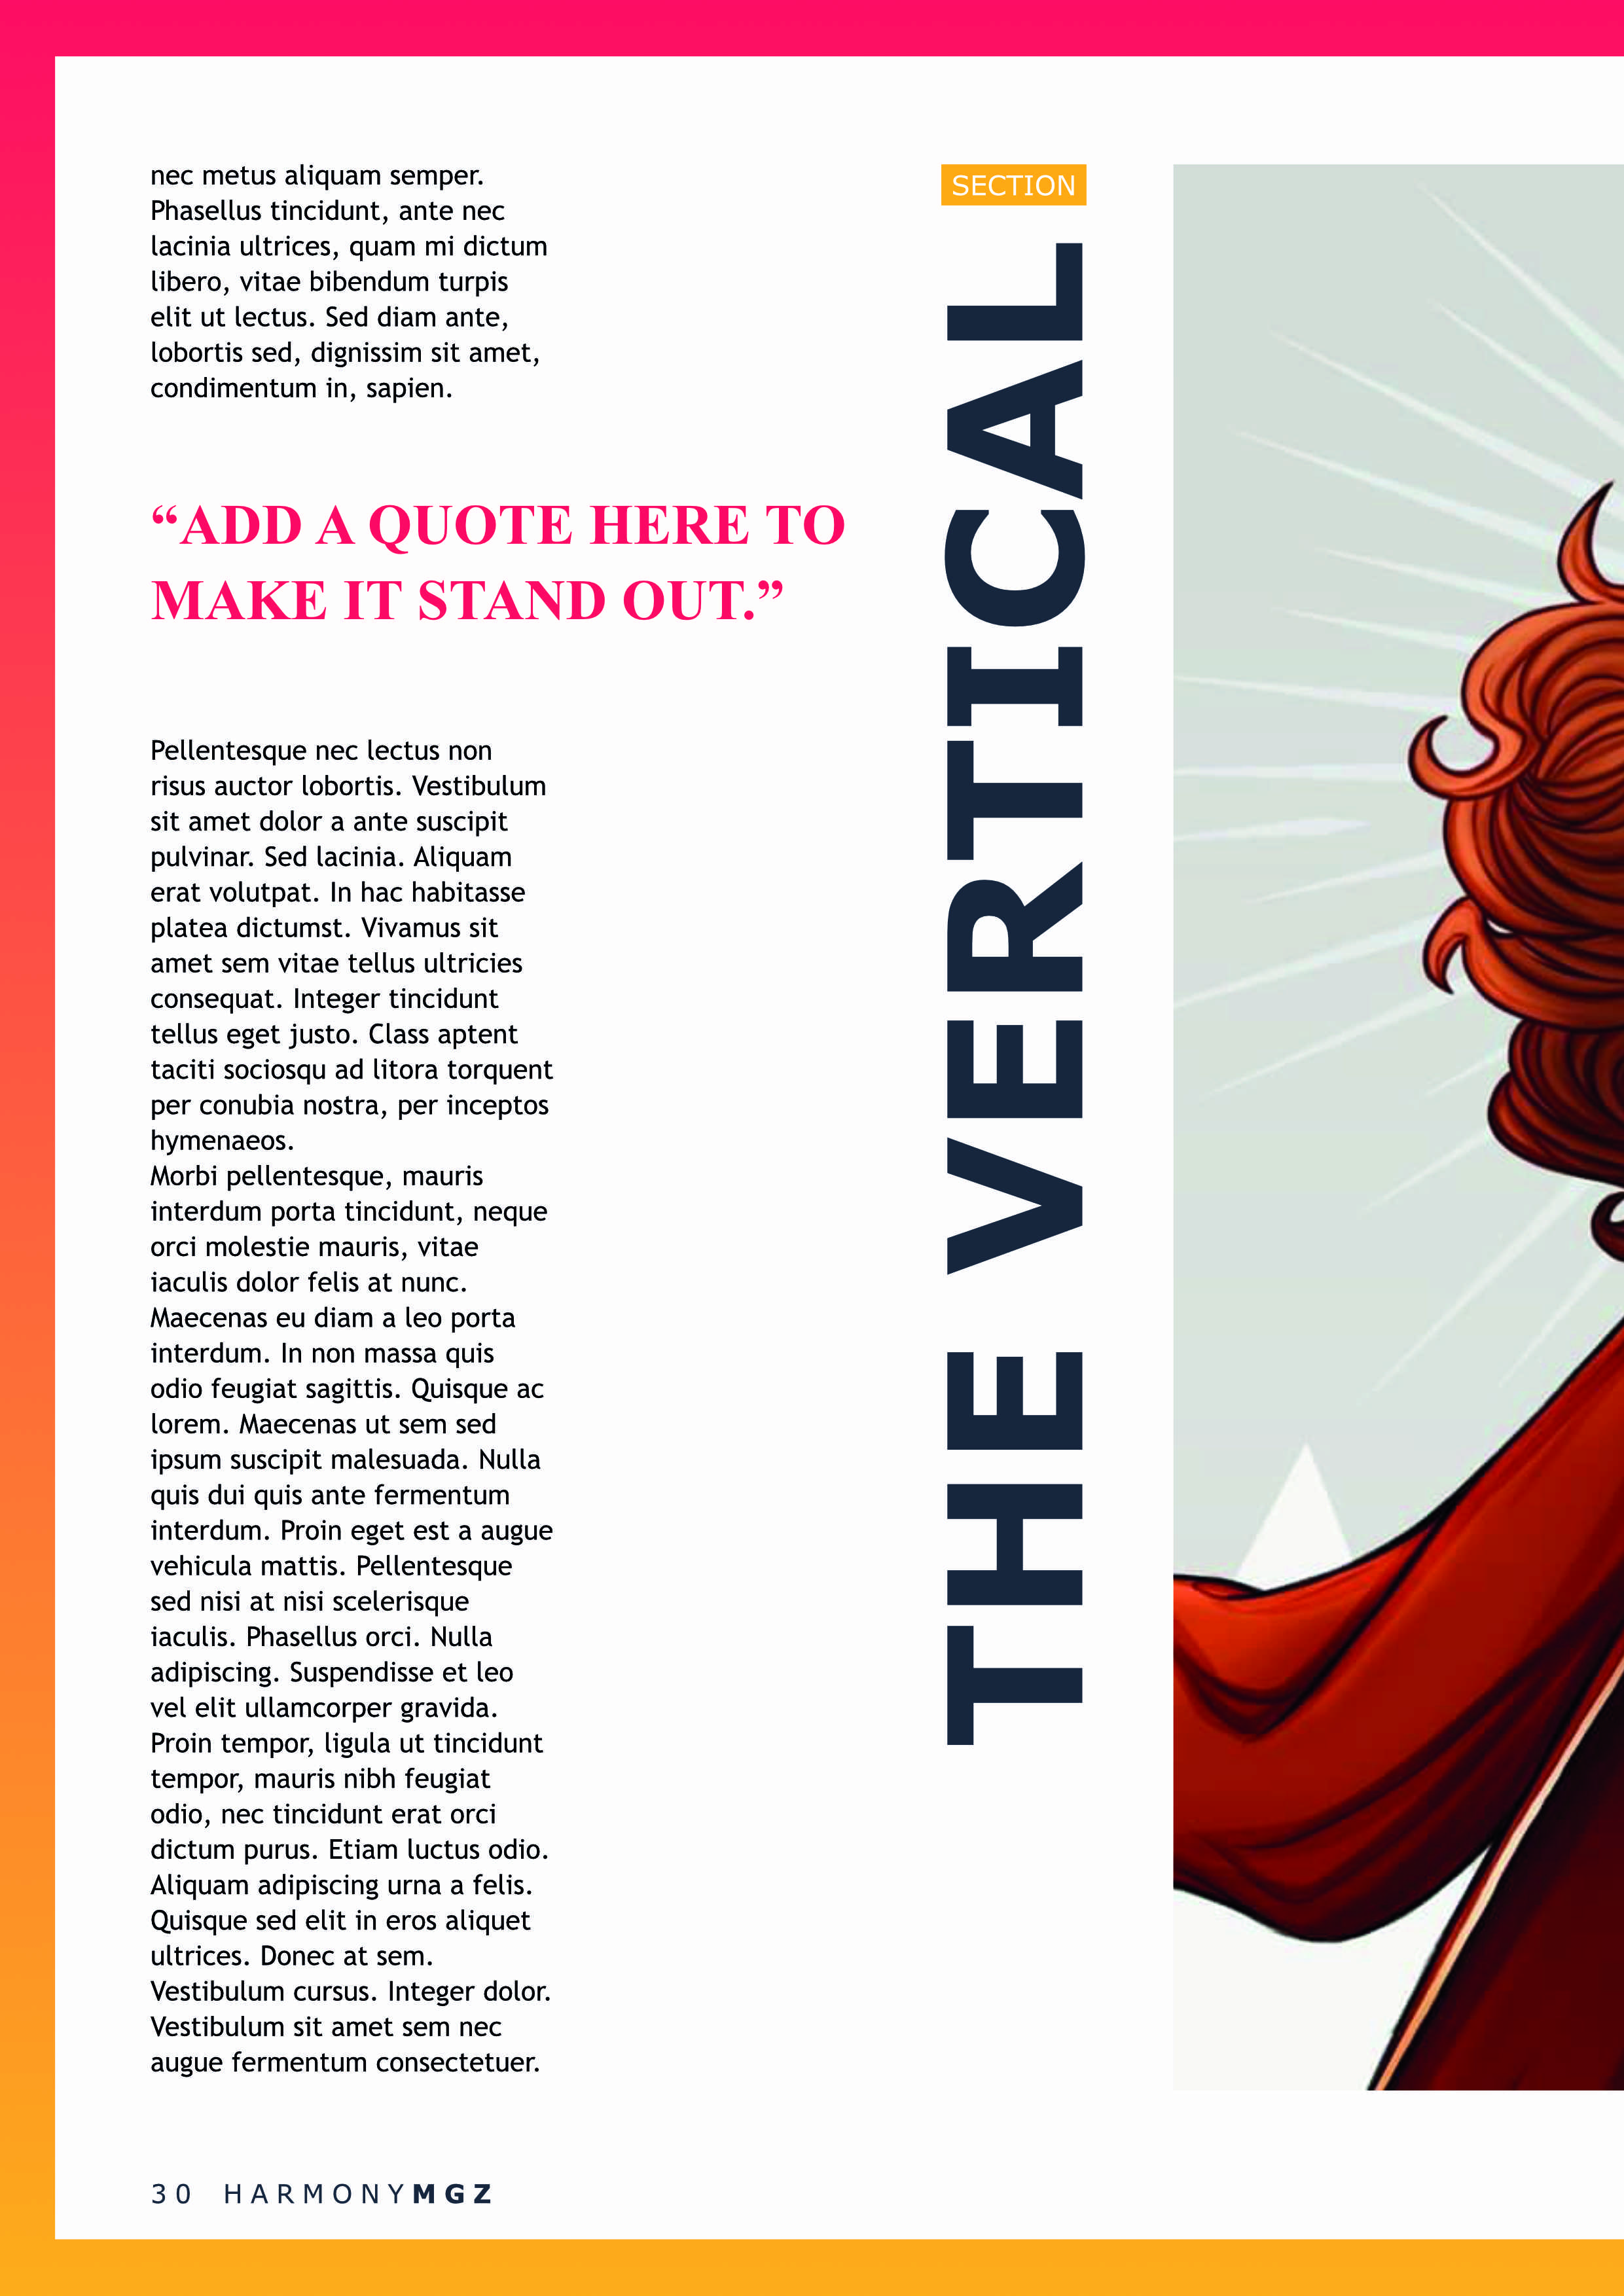 nec metus aliquam semper.
Phasellus tincidunt, ante nec
lacinia ultrices, quam mi dictum
libero, vitae bibendum turpis
elit ut lectus. Sed diam ante,
lobortis sed, dignissim sit amet,
condimentum in, sapien.
“ADD A QUOTE HERE TO
MAKE IT STAND OUT.”
Pellentesque nec lectus non
risus auctor lobortis. Vestibulum
sit amet dolor a ante suscipit
pulvinar. Sed lacinia. Aliquam
erat volutpat. In hac habitasse
platea dictumst. Vivamus sit
amet sem vitae tellus ultricies
consequat. Integer tincidunt
tellus eget justo. Class aptent
taciti sociosqu ad litora torquent
per conubia nostra, per inceptos
hymenaeos.
Morbi pellentesque, mauris
interdum porta tincidunt, neque
orci molestie mauris, vitae
iaculis dolor felis at nunc.
Maecenas eu diam a leo porta
interdum. In non massa quis
odio feugiat sagittis. Quisque ac
lorem. Maecenas ut sem sed
ipsum suscipit malesuada. Nulla
quis dui quis ante fermentum
interdum. Proin eget est a augue
vehicula mattis. Pellentesque
sed nisi at nisi scelerisque
iaculis. Phasellus orci. Nulla
adipiscing. Suspendisse et leo
vel elit ullamcorper gravida.
Proin tempor, ligula ut tincidunt
tempor, mauris nibh feugiat
odio, nec tincidunt erat orci
dictum purus. Etiam luctus odio.
Aliquam adipiscing urna a felis.
Quisque sed elit in eros aliquet
ultrices. Donec at sem.
Vestibulum cursus. Integer dolor.
Vestibulum sit amet sem nec
augue fermentum consectetuer.
SECTION
THE VERTICAL
30 HARMONYMGZ